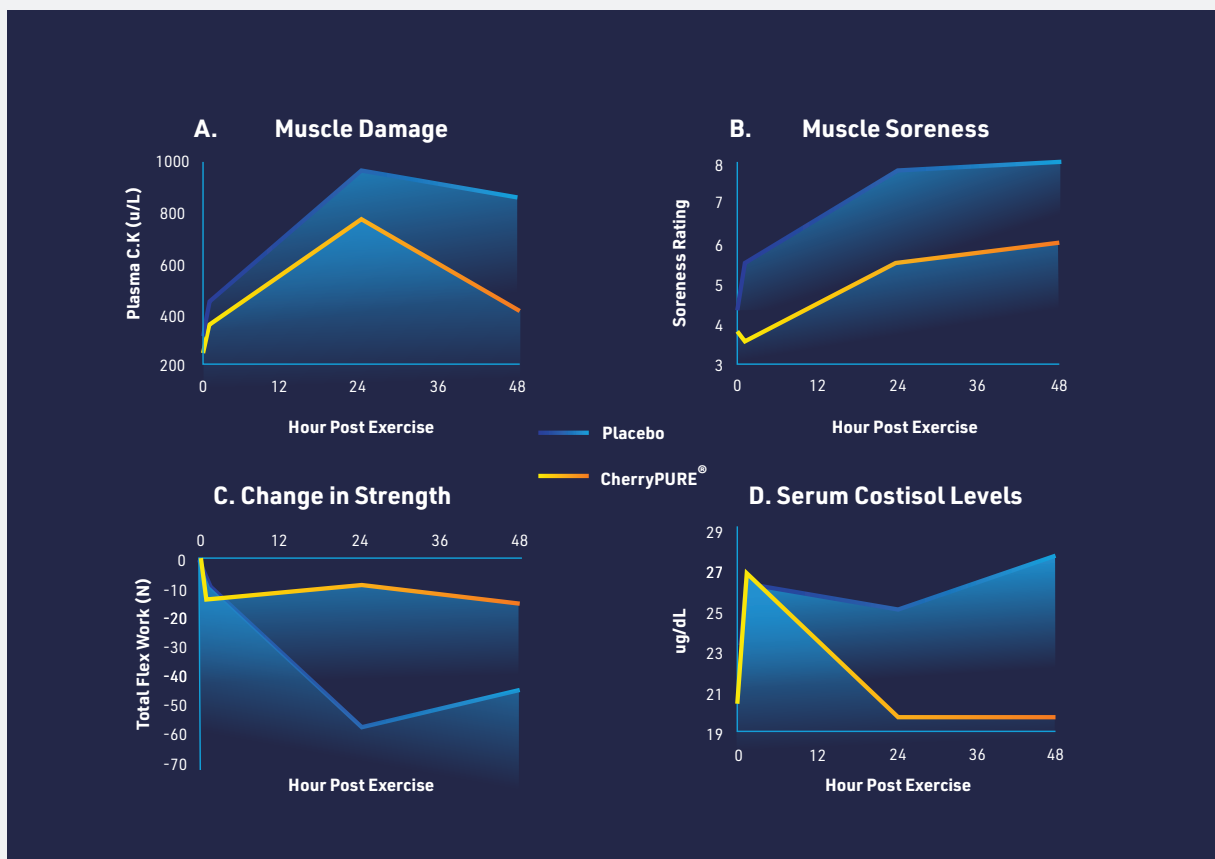 A. Muscle Damage
Plasma C.K (u/L)
1000
800
600
400
200
0 12 24 36 48
Hour Post Exercise
B. Muscle Soreness
Soreness Rating
8
7
6
5
4
3
0 12 24 36 48
Hour Post Exercise
Placebo
CherryPURE®
C. Change in Strength
0 12 24 36 48
Total Flex Work (N)
0
-10
-20
-30
-40
-50
-60
-70
Hour Post Exercise
D. Serum Costisol Levels
ug/dL
29
27
25
23
21
19
0 12 24 36 48
Hour Post Exercise